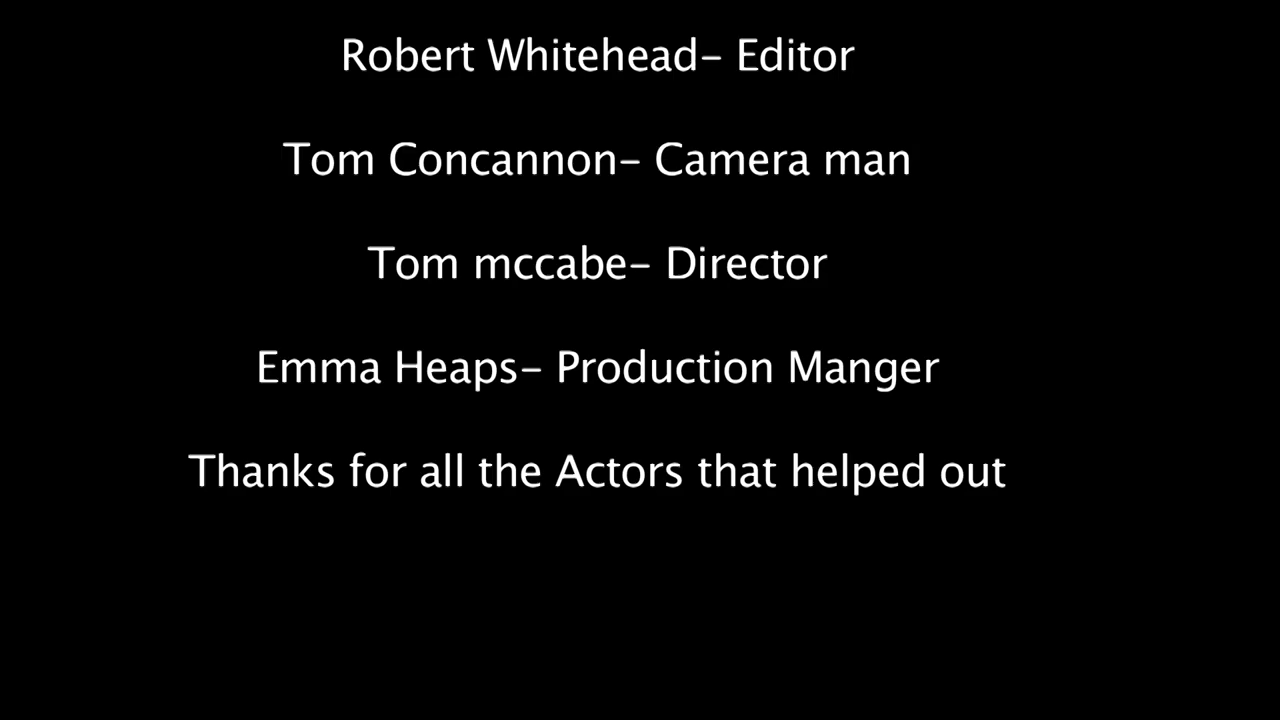 Robert Whitehead- Editor
Tom Concannon- Camera man
Tom mccabe- Director
Emma Heaps- Production Manger
Thanks for all the Actors that helped out